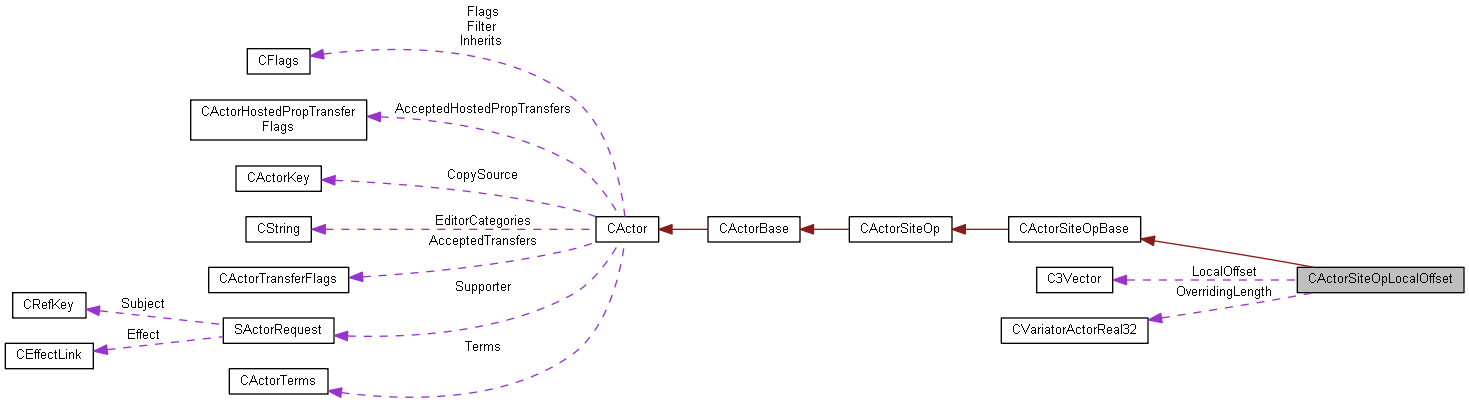 Flags
Filter
Inherits
CFlags
CActorHostedPropTransfer
Flags
AcceptedHostedPropTransfers
CActorKey
CopySource
CString
EditorCategories
CActor
CActorBase
CActorSiteOp
CActorSiteOpBase
AcceptedTransfers
CActorTransferFlags
C3Vector
LocalOffset
CActorSiteOpLocalOffset
Supporter
OverridingLength
CRefKey
Subject
SActorRequest
CVariatorActorReal32
Effect
CEffectLink
Terms
CActorTerms